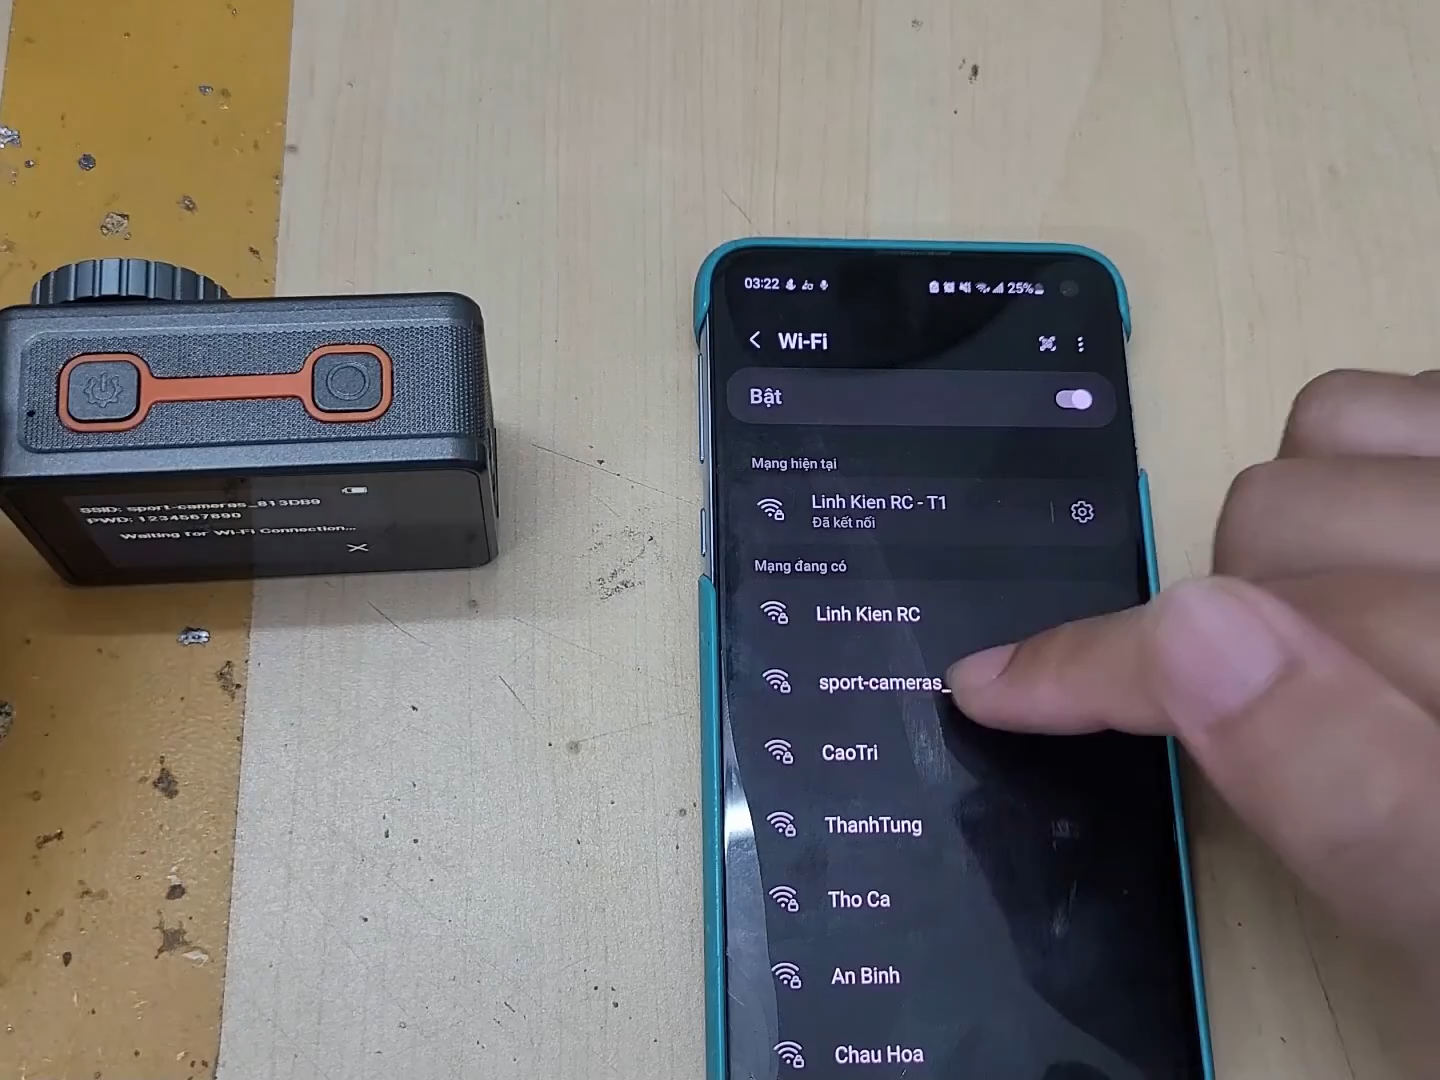 SSID: sport-cameras_813DB9
PWD: 1234567890
Waiting for Wi-Fi Connection...
03:22
25%
Wi-Fi
Bật
Mạng hiện tại
Linh Kien RC - T1
Đã kết nối
Mạng đang có
Linh Kien RC
sport-cameras_
CaoTri
ThanhTung
Tho Ca
An Binh
Chau Hoa